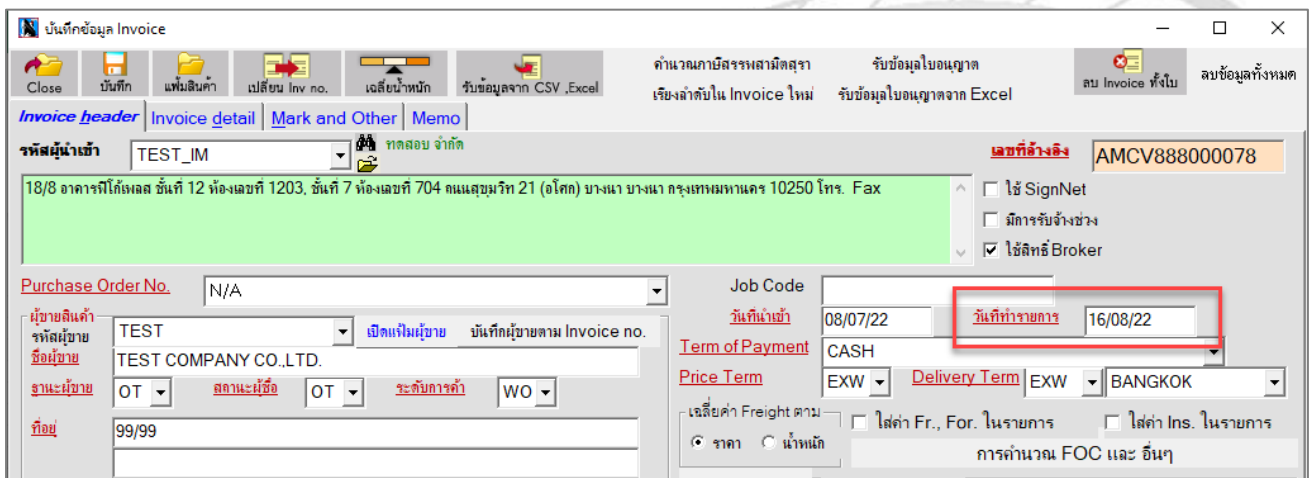 บันทึกข้อมูล Invoice
Close บันทึก แฟ้มสินค้า เปลี่ยน Inv no. เฉลี่ยน้ำหนัก รับข้อมูลจาก CSV ,Excel คำนวณภาษีสรรพสามิตสุรา รับข้อมูลใบอนุญาต ลบ Invoice ทั้งใบ ลบข้อมูลทั้งหมด
เรียงลำดับใน Invoice ใหม่ รับข้อมูลใบอนุญาตจาก Excel
Invoice header Invoice detail Mark and Other Memo
รหัสผู้นำเข้า TEST_IM ทดสอบ จำกัด เลขที่อ้างอิง AMCV888000078
18/8 อาคารฟีโก้เพลส ชั้นที่ 12 ห้องเลขที่ 1203, ชั้นที่ 7 ห้องเลขที่ 704 ถนนสุขุมวิท 21 (อโศก) บางนา บางนา กรุงเทพมหานคร 10250 โทร. Fax
ใช้ SignNet
มีการรับจ้างช่วง
ใช้สิทธิ์ Broker
Purchase Order No. N/A Job Code
ผู้ขายสินค้า
วันที่นำเข้า 08/07/22 วันที่ทำรายการ 16/08/22
รหัสผู้ขาย TEST เปิดแฟ้มผู้ขาย บันทึกผู้ขายตาม Invoice no.
ชื่อผู้ขาย TEST COMPANY CO.,LTD. Term of Payment CASH
ฐานะผู้ขาย OT สถานะผู้ซื้อ OT ระดับการค้า WO Price Term EXW Delivery Term EXW BANGKOK
เฉลี่ยค่า Freight ตาม ใส่ค่า Fr., For. ในรายการ ใส่ค่า Ins. ในรายการ
ที่อยู่ 99/99 ราคา น้ำหนัก การคำนวณ FOC และ อื่นๆ